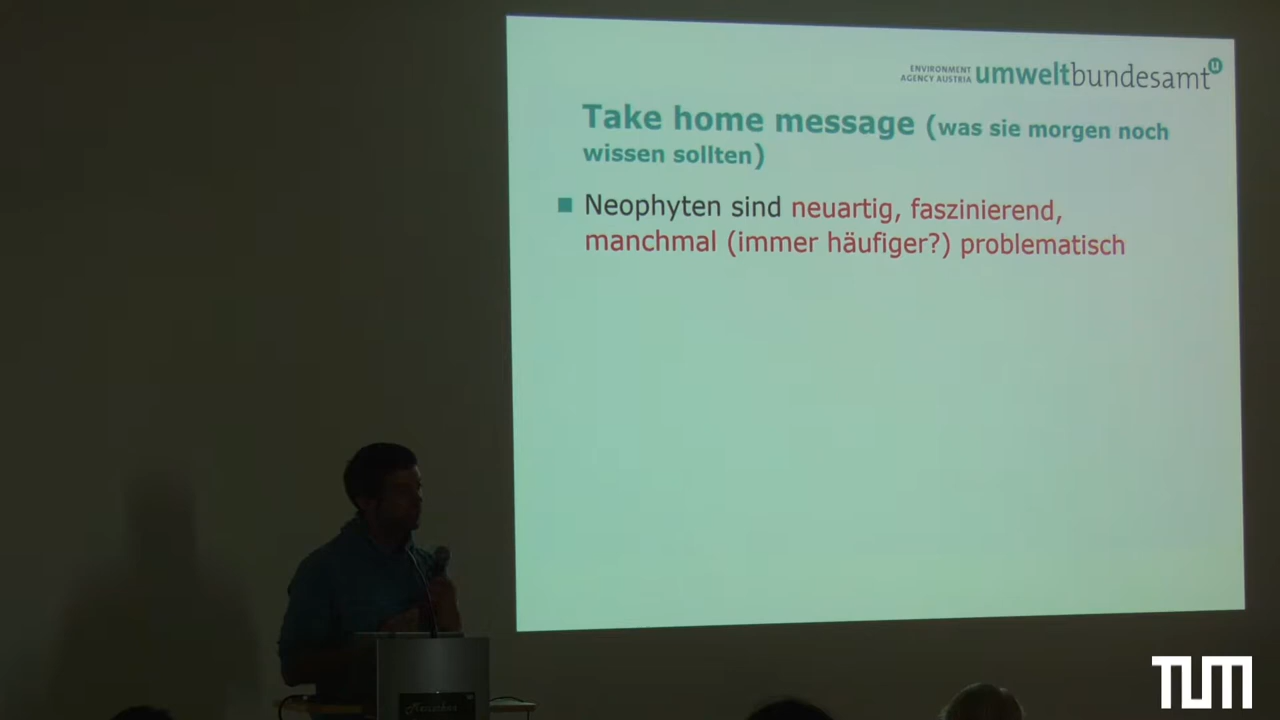 ENVIRONMENT
AGENCY AUSTRIA umweltbundesamt
Take home message (was sie morgen noch
wissen sollten)
Neophyten sind neuartig, faszinierend,
manchmal (immer häufiger?) problematisch
TUM